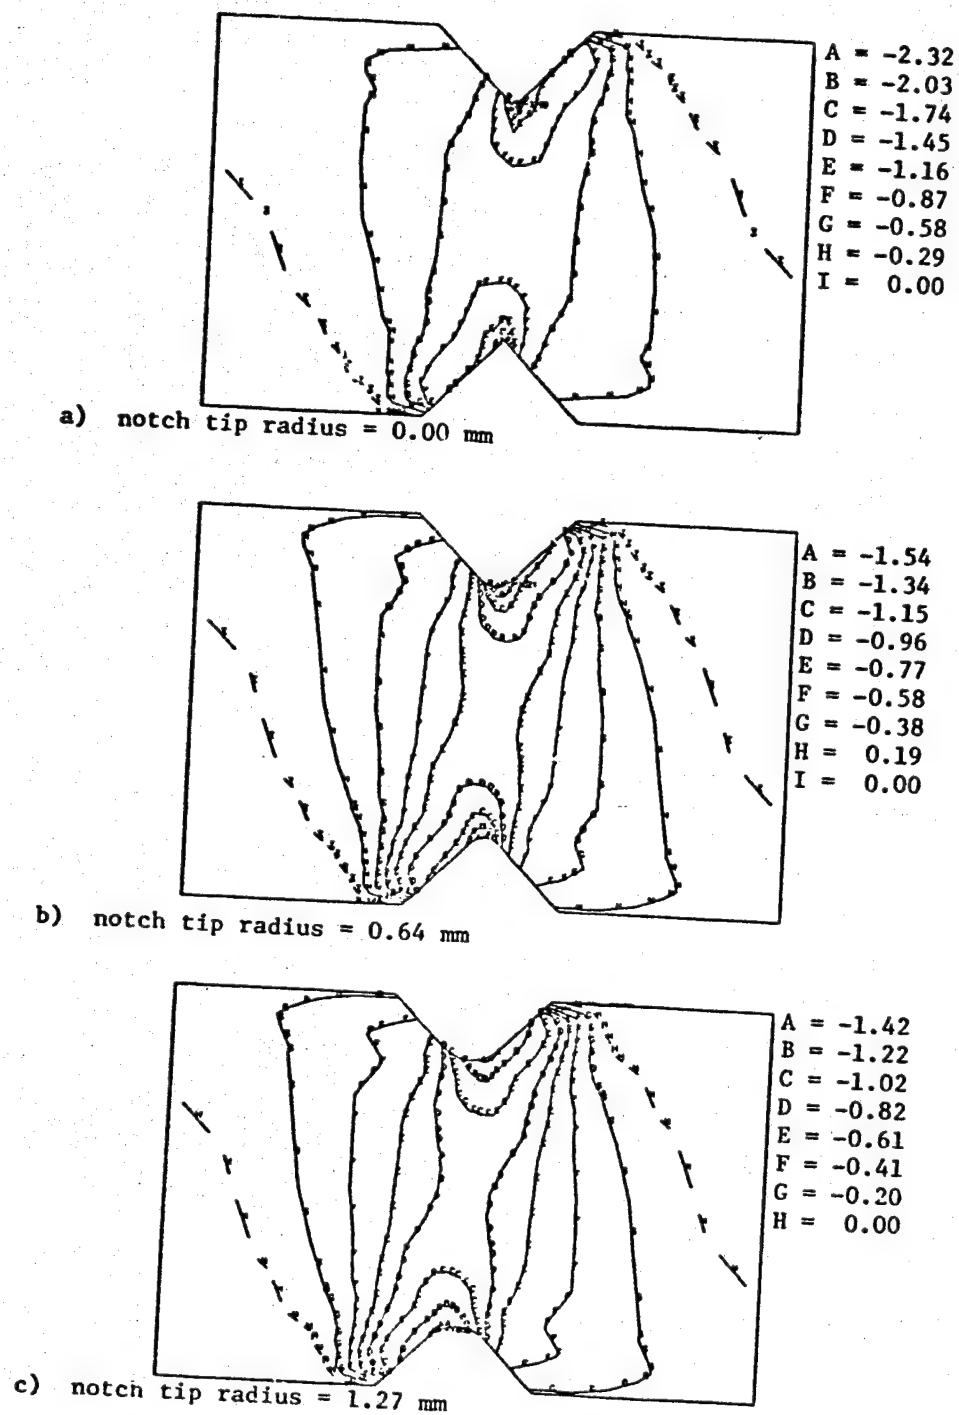 A = -2.32
B = -2.03
C = -1.74
D = -1.45
E = -1.16
F = -0.87
G = -0.58
H = -0.29
I = 0.00
a) notch tip radius = 0.00 mm
A = -1.54
B = -1.34
C = -1.15
D = -0.96
E = -0.77
F = -0.58
G = -0.38
H = 0.19
I = 0.00
b) notch tip radius = 0.64 mm
A = -1.42
B = -1.22
C = -1.02
D = -0.82
E = -0.61
F = -0.41
G = -0.20
H = 0.00
c) notch tip radius = 1.27 mm